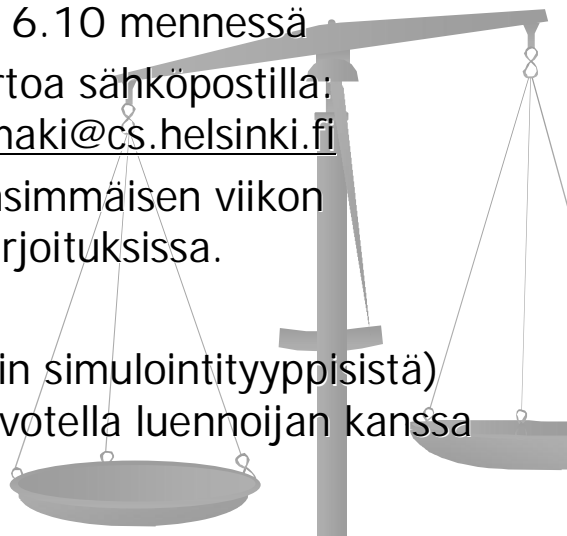 6.10 mennessä
rtoa sähköpostilla:
naki@cs.helsinki.fi
nsimmäisen viikon
rjoituksissa.
in simulointityyppisistä)
votella luennoijan kanssa